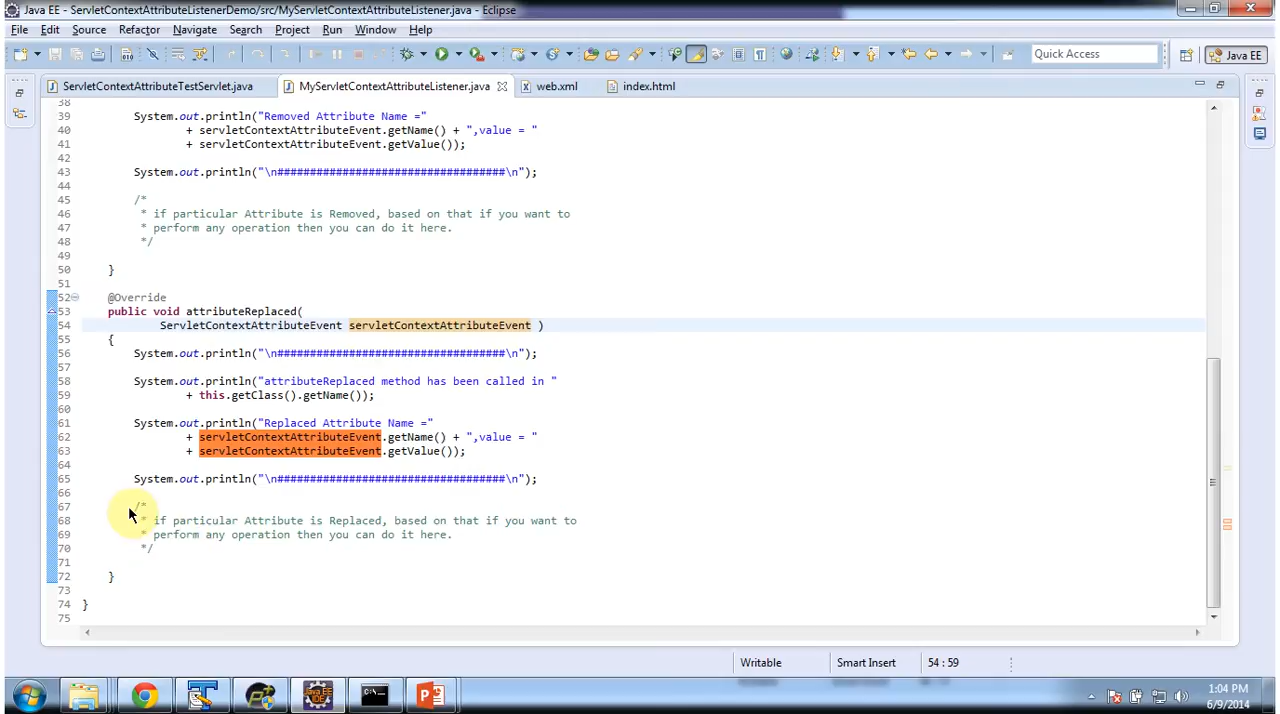 Java EE - ServletContextAttributeListenerDemo/src/MyServletContextAttributeListener.java - Eclipse
File Edit Source Refactor Navigate Search Project Run Window Help
Quick Access Java EE
ServletContextAttributeTestServlet.java MyServletContextAttributeListener.java web.xml index.html
38
39 System.out.println("Removed Attribute Name ="
40 + servletContextAttributeEvent.getName() + ",value = "
41 + servletContextAttributeEvent.getValue());
42
43 System.out.println("\n###################################\n");
44
45 /*
46 * if particular Attribute is Removed, based on that if you want to
47 * perform any operation then you can do it here.
48 */
49
50 }
51
52 @Override
53 public void attributeReplaced(
54 ServletContextAttributeEvent servletContextAttributeEvent )
55 {
56 System.out.println("\n###################################\n");
57
58 System.out.println("attributeReplaced method has been called in "
59 + this.getClass().getName());
60
61 System.out.println("Replaced Attribute Name ="
62 + servletContextAttributeEvent.getName() + ",value = "
63 + servletContextAttributeEvent.getValue());
64
65 System.out.println("\n###################################\n");
66
67 /*
68 * if particular Attribute is Replaced, based on that if you want to
69 * perform any operation then you can do it here.
70 */
71
72 }
73
74 }
75
Writable Smart Insert 54 : 59
Java EE
IDE
1:04 PM
6/9/2014